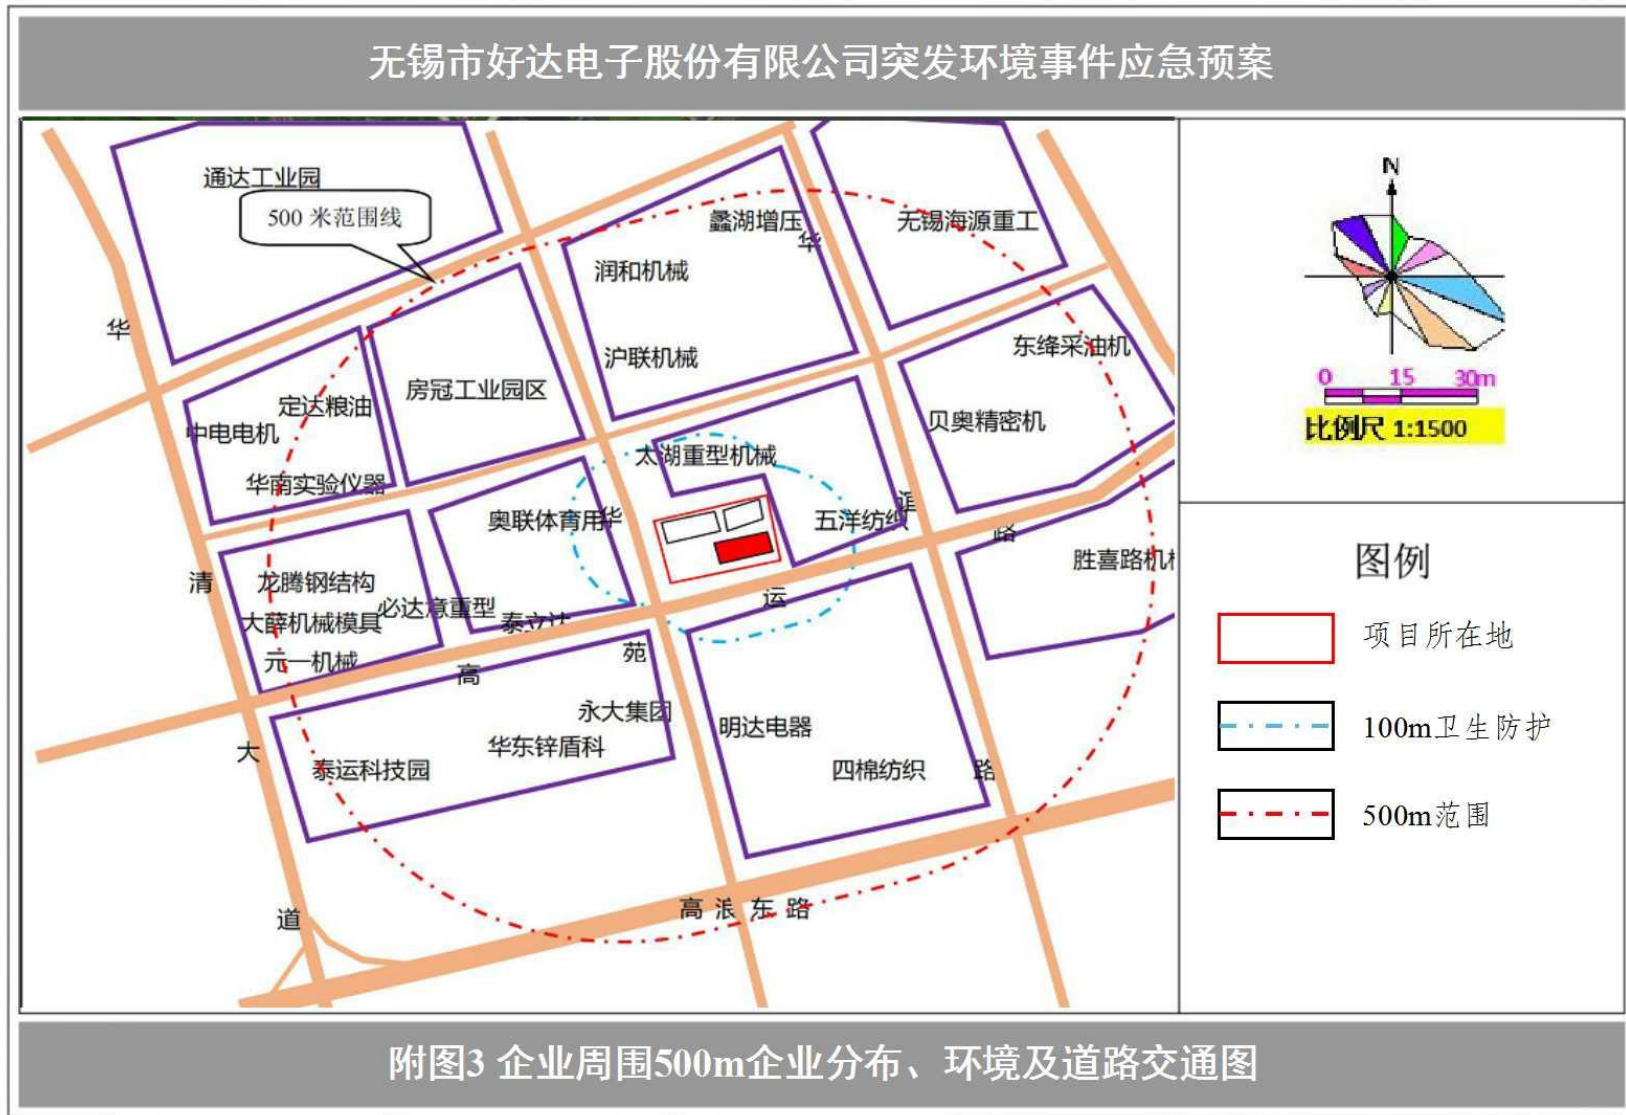 无锡市好达电子股份有限公司突发环境事件应急预案
通达工业园
500 米范围线
蠡湖增压
无锡海源重工
华
润和机械
华
东绛采油机
沪联机械
房冠工业园区
定达粮油
中电电机
贝奥精密机
太湖重型机械
华南实验仪器
奥联体育用
华
五洋纺织
谊
路
胜喜路机
清
龙腾钢结构
必达意重型
大薛机械模具
泰立达
运
元一机械
高
苑
永大集团
明达电器
大
华东锌盾科
泰运科技园
四棉纺织
路
道
高浪东路
N
0 15 30m
比例尺 1:1500
图例
项目所在地
100m卫生防护
500m范围
附图3 企业周围500m企业分布、环境及道路交通图